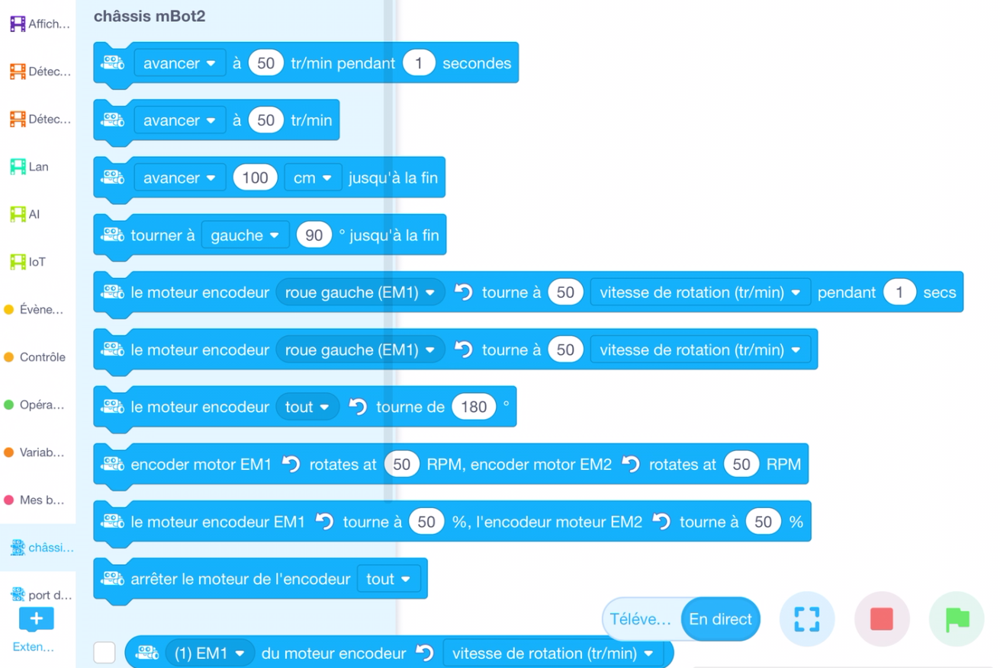 châssis mBot2
Affich...
avancer à 50 tr/min pendant 1 secondes
Détec...
avancer à 50 tr/min
Détec...
avancer 100 cm jusqu'à la fin
Lan
AI
tourner à gauche 90 ° jusqu'à la fin
IoT
le moteur encodeur roue gauche (EM1) tourne à 50 vitesse de rotation (tr/min) pendant 1 secs
Évène...
le moteur encodeur roue gauche (EM1) tourne à 50 vitesse de rotation (tr/min)
Contrôle
le moteur encodeur tout tourne de 180 °
Opéra...
Variab...
encoder motor EM1 rotates at 50 RPM, encoder motor EM2 rotates at 50 RPM
Mes b...
le moteur encodeur EM1 tourne à 50 %, l'encodeur moteur EM2 tourne à 50 %
châssi...
arrêter le moteur de l'encodeur tout
port d...
Téléve... En direct
Exten...
(1) EM1 du moteur encodeur vitesse de rotation (tr/min)